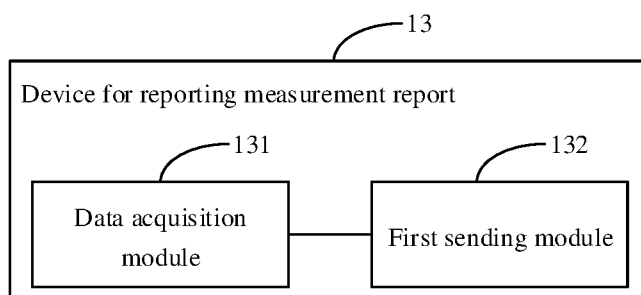 13
Device for reporting measurement report
131
132
Data acquisition
module
First sending module